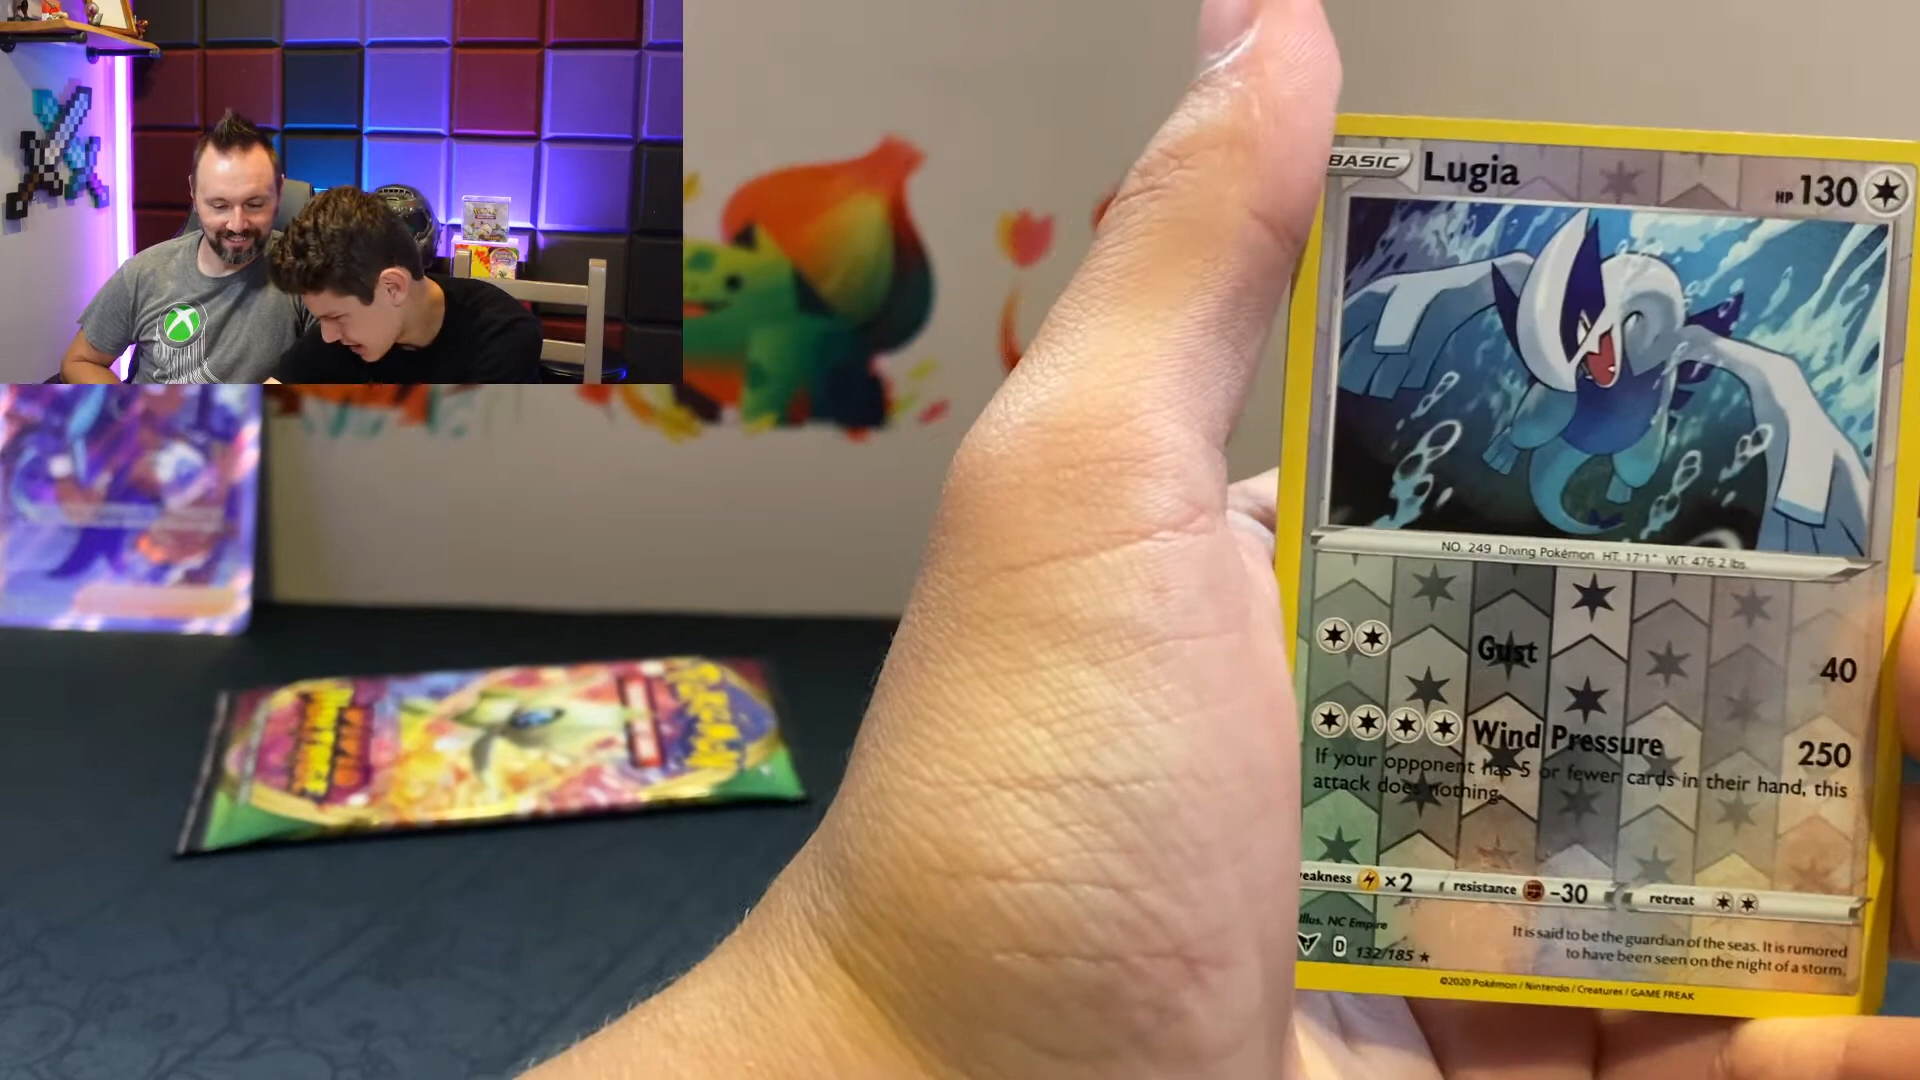 BASIC Lugia HP 130
NO. 249 Diving Pokémon HT. 17'1" WT. 476.2 lbs.
Gust 40
Wind Pressure 250
If your opponent has 5 or fewer cards in their hand, this
attack does nothing.
weakness ×2 resistance -30 retreat
Illus. NC Empire
D 132/185 ★
It is said to be the guardian of the seas. It is rumored
to have been seen on the night of a storm.
©2020 Pokémon / Nintendo / Creatures / GAME FREAK